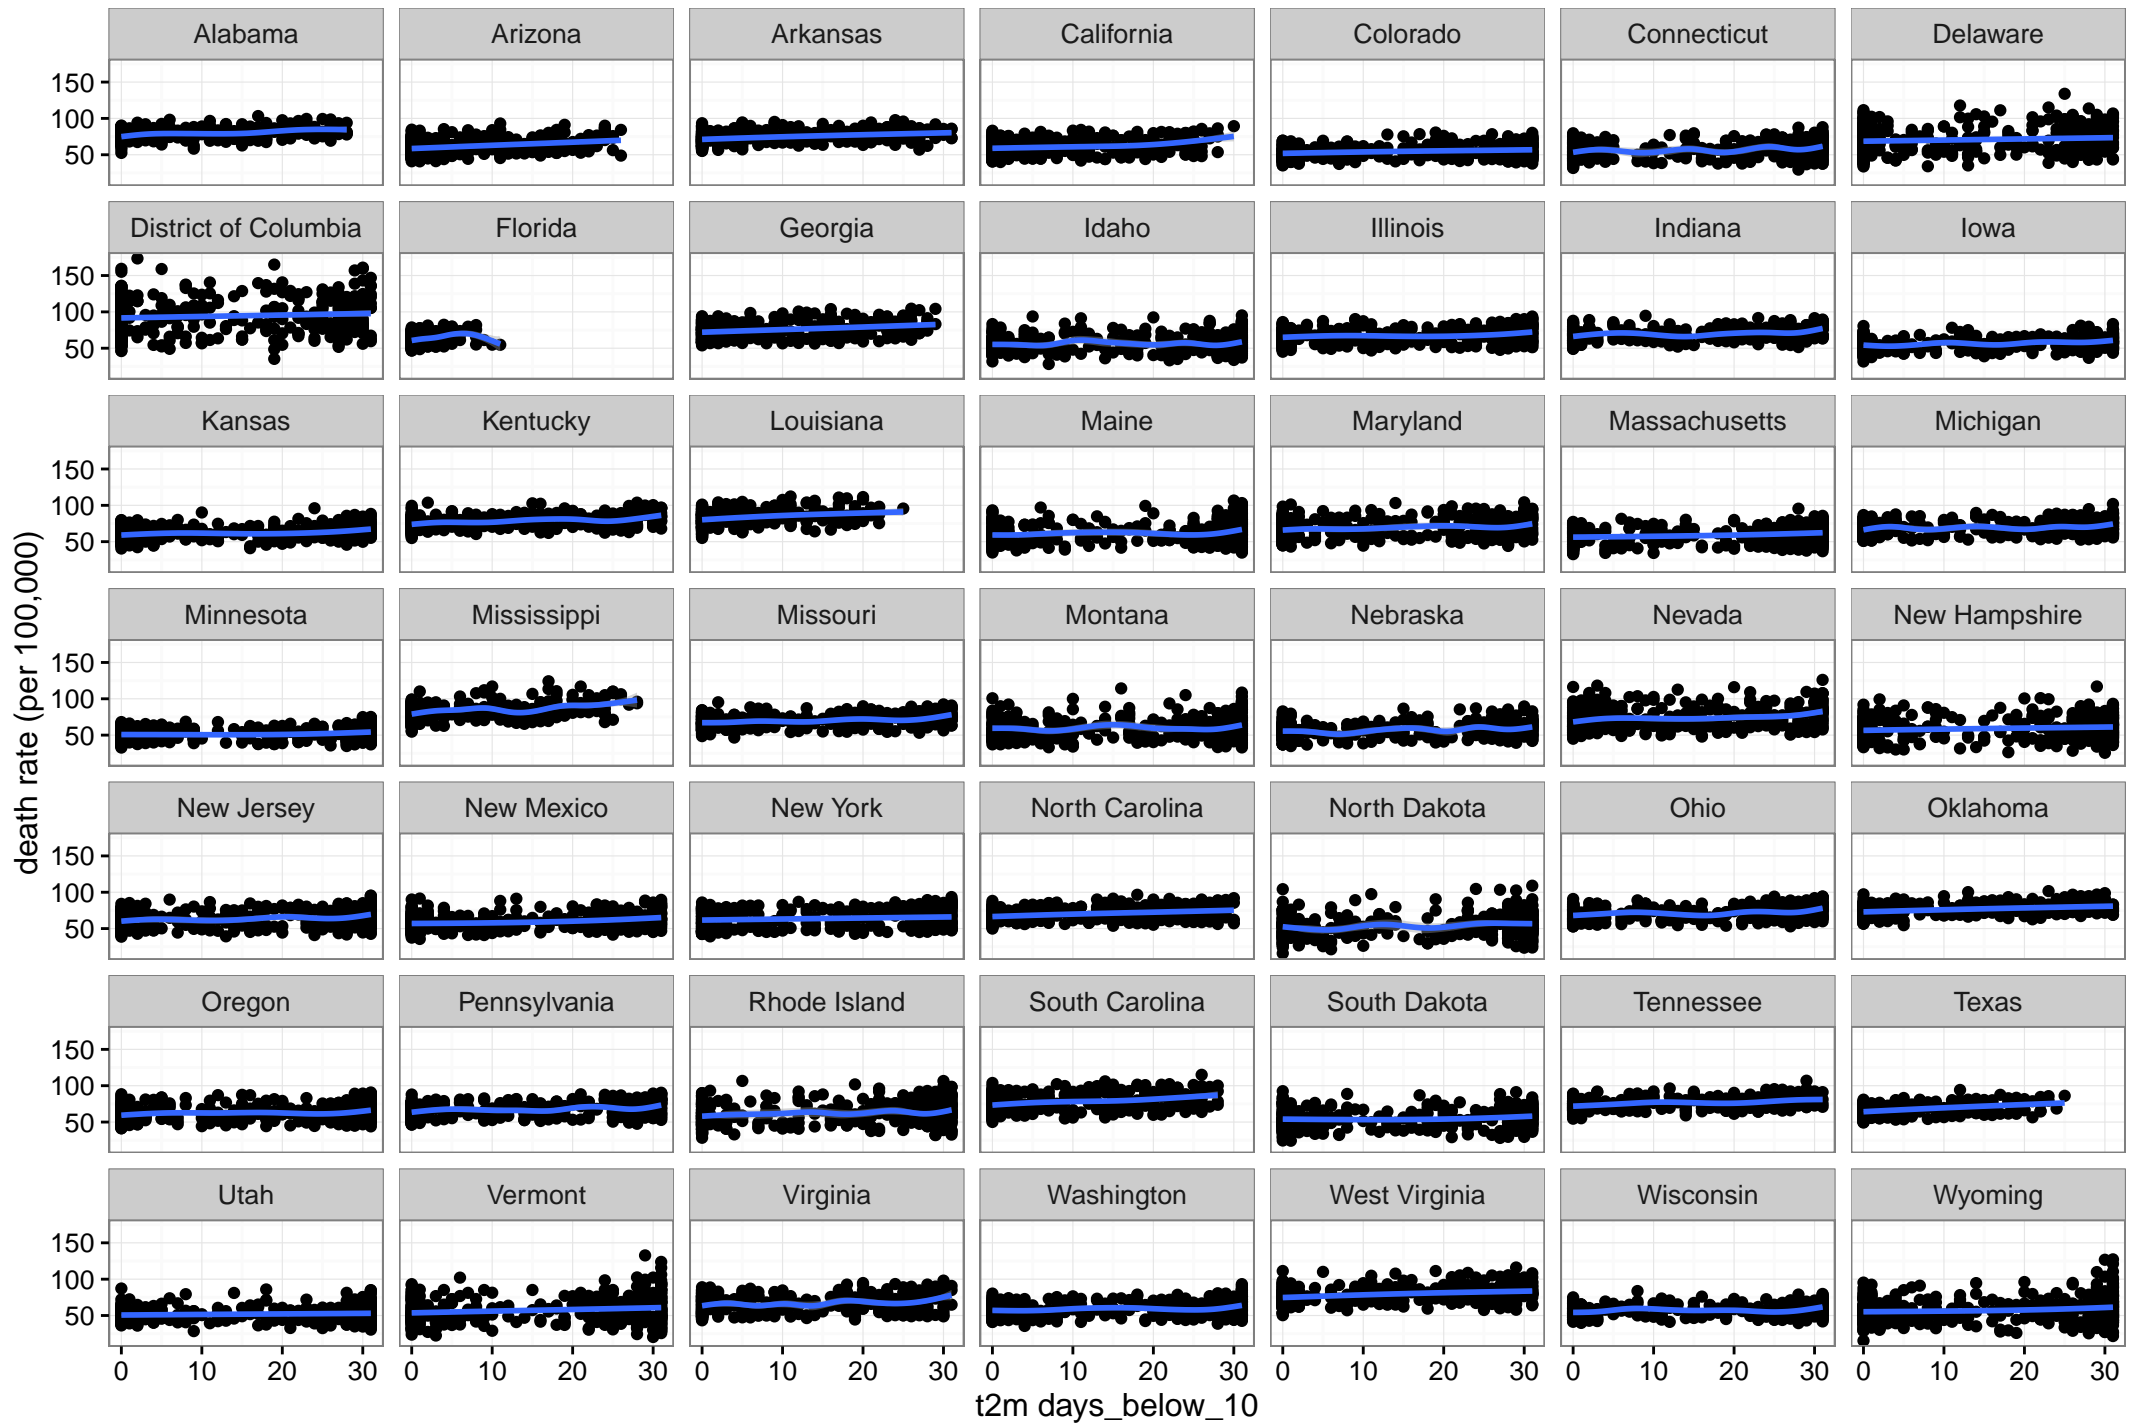 Alabama Arizona Arkansas California Colorado Connecticut Delaware
150
100
50
District of Columbia Florida Georgia Idaho Illinois Indiana Iowa
150
100
50
Kansas Kentucky Louisiana Maine Maryland Massachusetts Michigan
150
100
50
Minnesota Mississippi Missouri Montana Nebraska Nevada New Hampshire
150
100
50
New Jersey New Mexico New York North Carolina North Dakota Ohio Oklahoma
150
100
50
Oregon Pennsylvania Rhode Island South Carolina South Dakota Tennessee Texas
150
100
50
Utah Vermont Virginia Washington West Virginia Wisconsin Wyoming
150
100
50
0 10 20 30 0 10 20 30 0 10 20 30 0 10 20 30 0 10 20 30 0 10 20 30 0 10 20 30
t2m days_below_10
death rate (per 100,000)